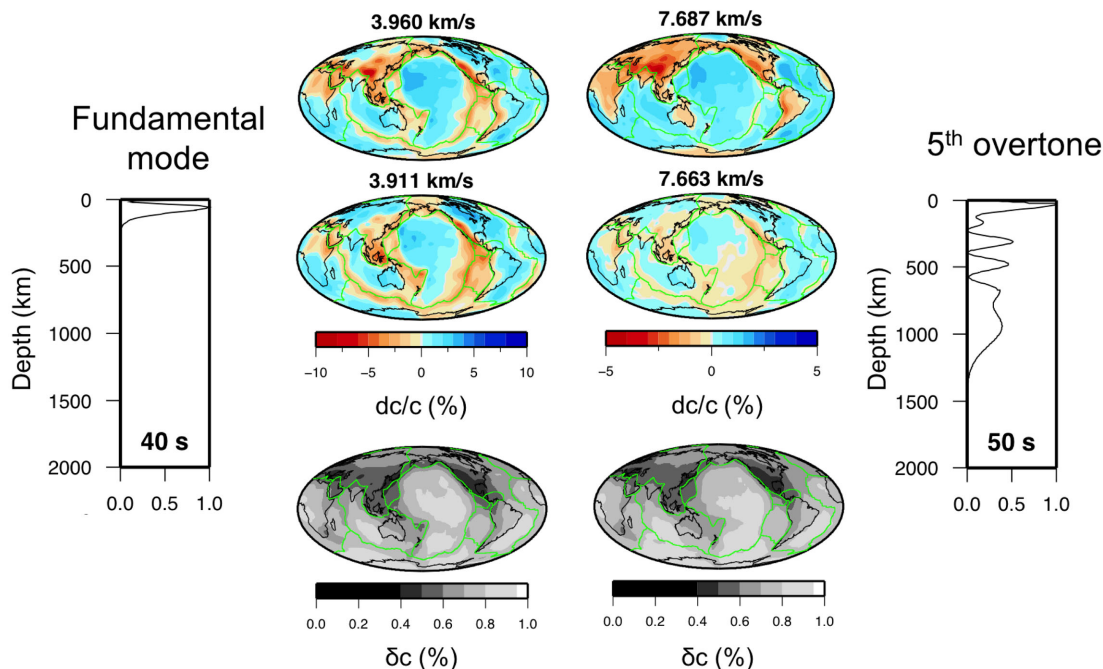 3.960 km/s
7.687 km/s
Fundamental
mode
5th overtone
3.911 km/s
7.663 km/s
0
500
1000
1500
2000
Depth (km)
40 s
0.0 0.5 1.0
-10 -5 0 5 10
dc/c (%)
-5 0 5
dc/c (%)
0
500
1000
1500
2000
Depth (km)
50 s
0.0 0.5 1.0
0.0 0.2 0.4 0.6 0.8 1.0
δc (%)
0.0 0.2 0.4 0.6 0.8 1.0
δc (%)